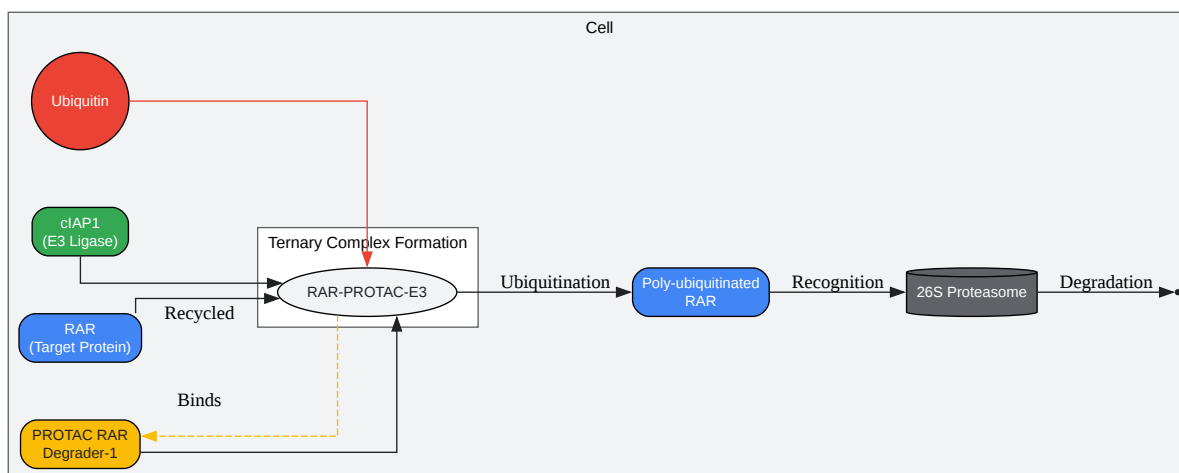 Cell
Ubiquitin
cIAP1
(E3 Ligase)
Ternary Complex Formation
RAR-PROTAC-E3
Ubiquitination
Poly-ubiquitinated
RAR
Recognition
26S Proteasome
Degradation
Recycled
RAR
(Target Protein)
Binds
PROTAC RAR
Degrader-1